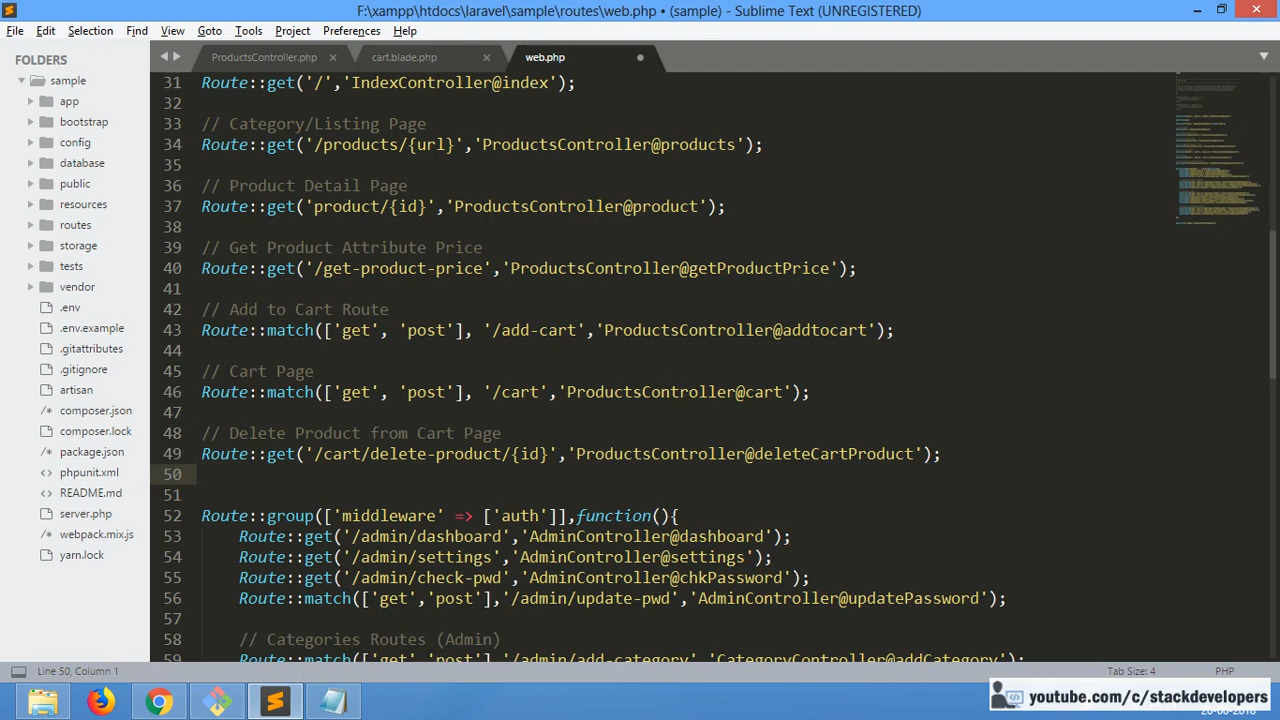 F:\xampp\htdocs\laravel\sample\routes\web.php • (sample) - Sublime Text (UNREGISTERED)
File Edit Selection Find View Goto Tools Project Preferences Help
FOLDERS
sample
app
bootstrap
config
database
public
resources
routes
storage
tests
vendor
.env
.env.example
.gitattributes
.gitignore
artisan
/* composer.json
composer.lock
/* package.json
<> phpunit.xml
README.md
server.php
/* webpack.mix.js
yarn.lock
ProductsController.php × cart.blade.php × web.php
31 Route::get('/','IndexController@index');
32
33 // Category/Listing Page
34 Route::get('/products/{url}','ProductsController@products');
35
36 // Product Detail Page
37 Route::get('product/{id}','ProductsController@product');
38
39 // Get Product Attribute Price
40 Route::get('/get-product-price','ProductsController@getProductPrice');
41
42 // Add to Cart Route
43 Route::match(['get', 'post'], '/add-cart','ProductsController@addtocart');
44
45 // Cart Page
46 Route::match(['get', 'post'], '/cart','ProductsController@cart');
47
48 // Delete Product from Cart Page
49 Route::get('/cart/delete-product/{id}','ProductsController@deleteCartProduct');
50
51
52 Route::group(['middleware' => ['auth']],function(){
53 Route::get('/admin/dashboard','AdminController@dashboard');
54 Route::get('/admin/settings','AdminController@settings');
55 Route::get('/admin/check-pwd','AdminController@chkPassword');
56 Route::match(['get','post'],'/admin/update-pwd','AdminController@updatePassword');
57
58 // Categories Routes (Admin)
59 Route::match(['get','post'],'/admin/add-category','CategoryController@addCategory');
Line 50, Column 1
Tab Size: 4 PHP
youtube.com/c/stackdevelopers